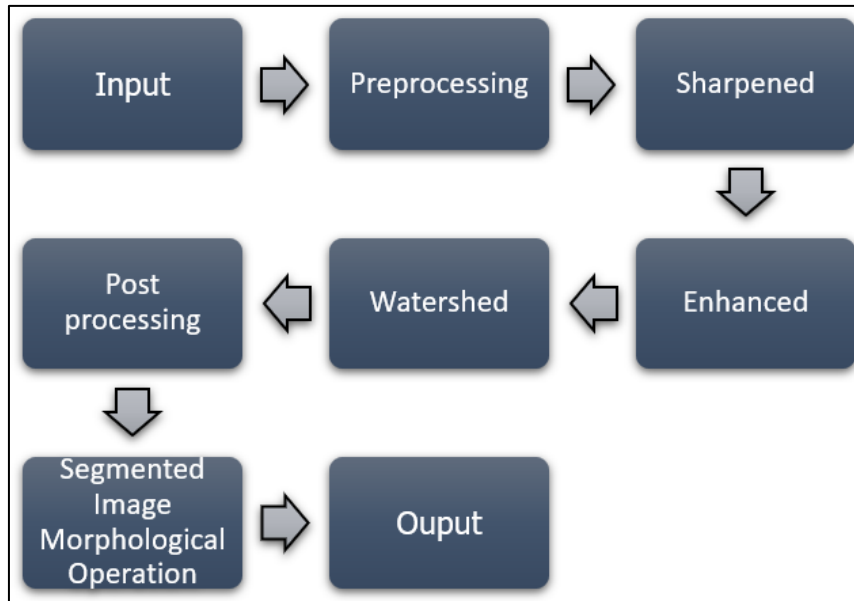 Input
Preprocessing
Sharpened
Enhanced
Watershed
Post
processing
Segmented
Image
Morphological
Operation
Ouput